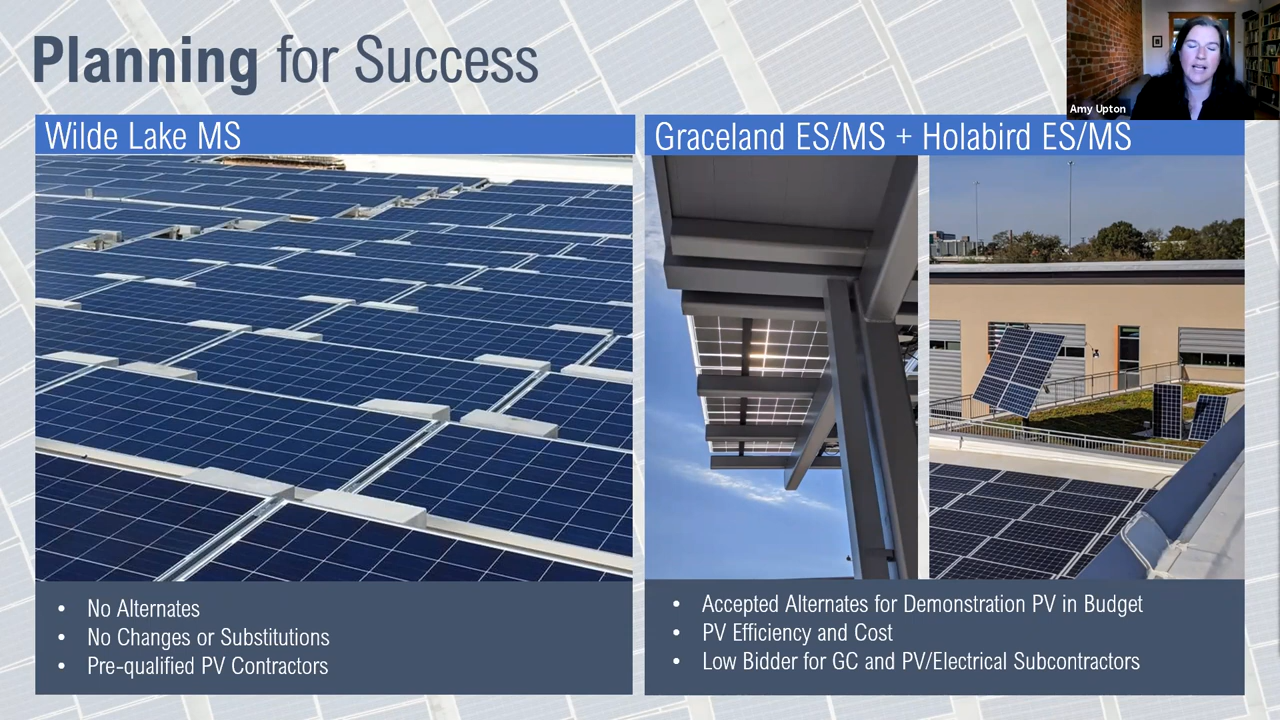 Planning for Success
Amy Upton
Wilde Lake MS
Graceland ES/MS + Holabird ES/MS
• No Alternates
• No Changes or Substitutions
• Pre-qualified PV Contractors
• Accepted Alternates for Demonstration PV in Budget
• PV Efficiency and Cost
• Low Bidder for GC and PV/Electrical Subcontractors